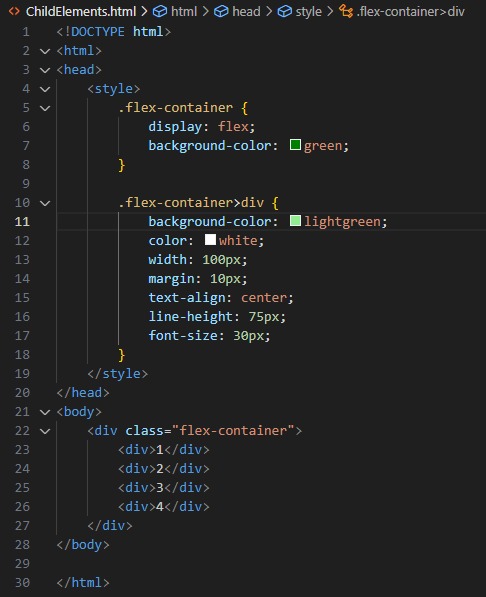 ChildElements.html > html > head > style > .flex-container>div
1 <!DOCTYPE html>
2 <html>
3 <head>
4     <style>
5         .flex-container {
6             display: flex;
7             background-color: green;
8         }
9
10         .flex-container>div {
11             background-color: lightgreen;
12             color: white;
13             width: 100px;
14             margin: 10px;
15             text-align: center;
16             line-height: 75px;
17             font-size: 30px;
18         }
19     </style>
20 </head>
21 <body>
22     <div class="flex-container">
23         <div>1</div>
24         <div>2</div>
25         <div>3</div>
26         <div>4</div>
27     </div>
28 </body>
29
30 </html>